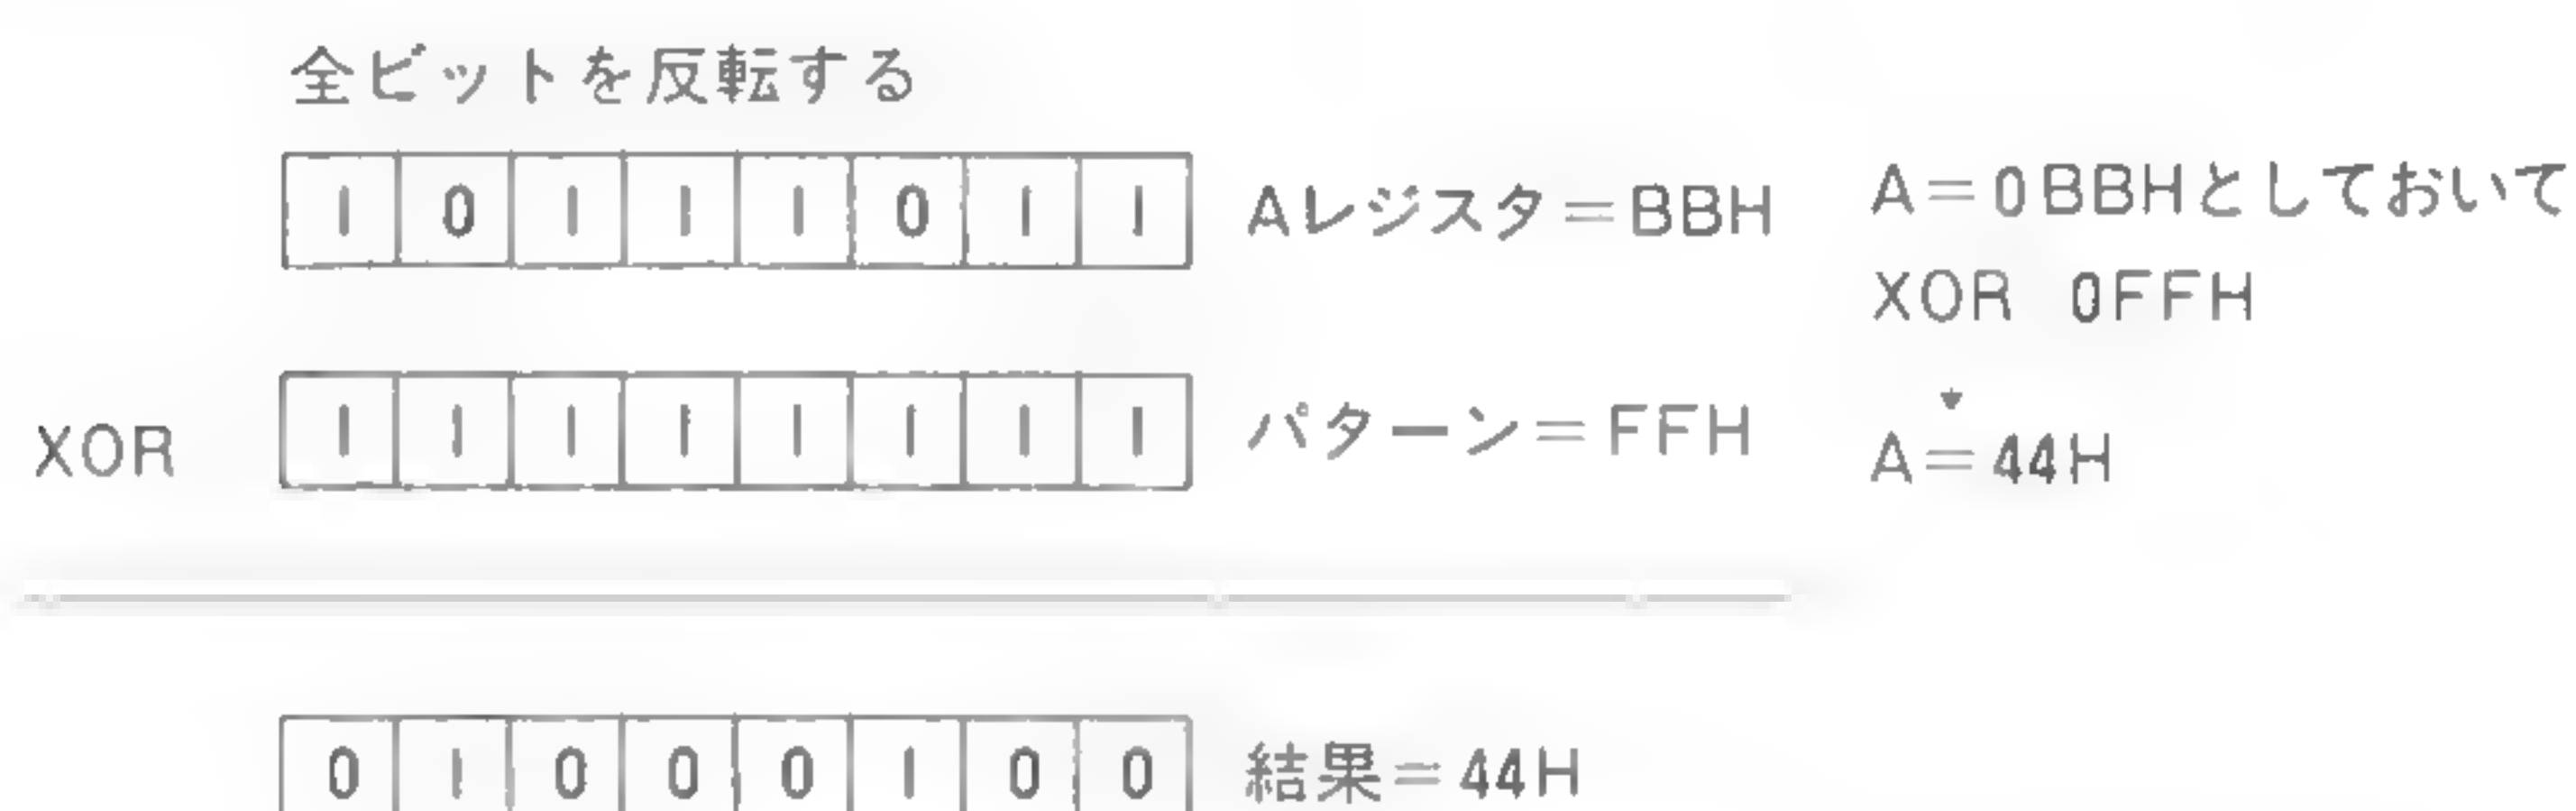 全ビットを反転する
1 0 1 1 1 0 1 1 Aレジスタ=BBH
A=0BBHとしておいて
XOR 0FFH
XOR 1 1 1 1 1 1 1 1 パターン=FFH
A=44H
0 1 0 0 0 1 0 0 結果=44H